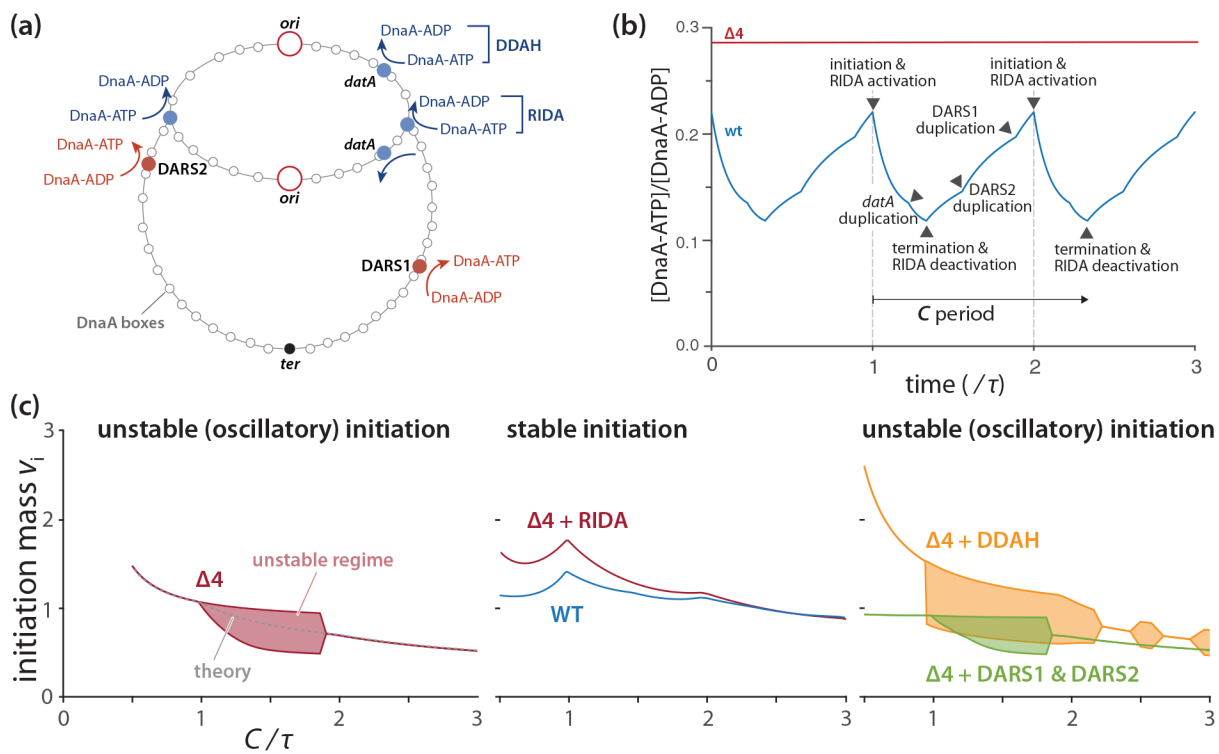 (a)
ori
DnaA-ADP
DnaA-ATP
DDAH
datA
DnaA-ADP
DnaA-ATP
DnaA-ADP
DnaA-ATP
RIDA
DnaA-ATP
DnaA-ADP
DARS2
datA
ori
DARS1
DnaA-ATP
DnaA-ADP
DnaA boxes
ter
(b)
[DnaA-ATP]/[DnaA-ADP]
0.3
0.2
0.1
0.0
Δ4
wt
initiation &
RIDA activation
initiation &
RIDA activation
DARS1
duplication
datA
duplication
DARS2
duplication
termination &
RIDA deactivation
termination &
RIDA deactivation
C period
0
1
2
3
time ( /τ)
(c)
initiation mass vi
3
2
1
0
unstable (oscillatory) initiation
Δ4
unstable regime
theory
0
1
2
3
C/τ
stable initiation
Δ4 + RIDA
WT
1
2
3
unstable (oscillatory) initiation
Δ4 + DDAH
Δ4 + DARS1 & DARS2
1
2
3